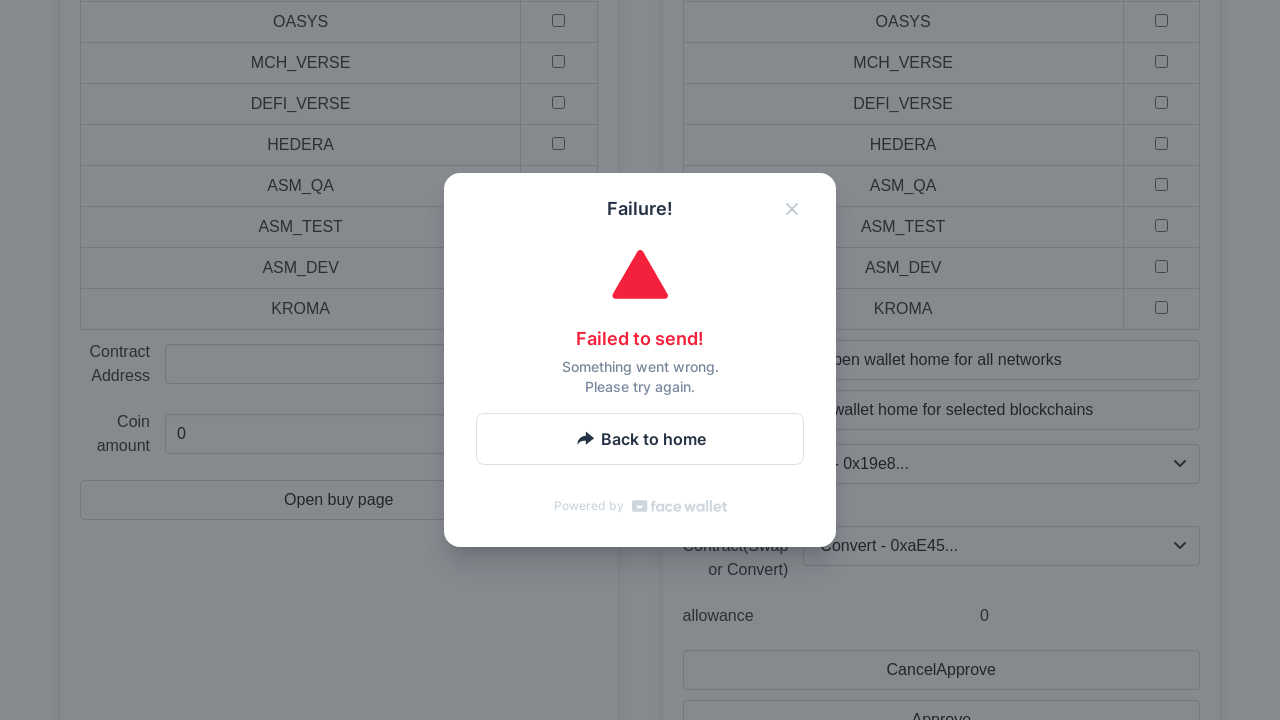 OASYS
MCH_VERSE
DEFI_VERSE
HEDERA
ASM_QA
ASM_TEST
ASM_DEV
KROMA
Contract
Address
Coin
amount
0
Open buy page
OASYS
MCH_VERSE
DEFI_VERSE
HEDERA
ASM_QA
ASM_TEST
ASM_DEV
KROMA
wallet home for all networks
wallet home for selected blockchains
- 0x19e8...
Contract(Swap
or Convert)
Convert - 0xaE45...
allowance
0
CancelApprove
Approve
Failure!
Failed to send!
Something went wrong.
Please try again.
Back to home
Powered by face wallet